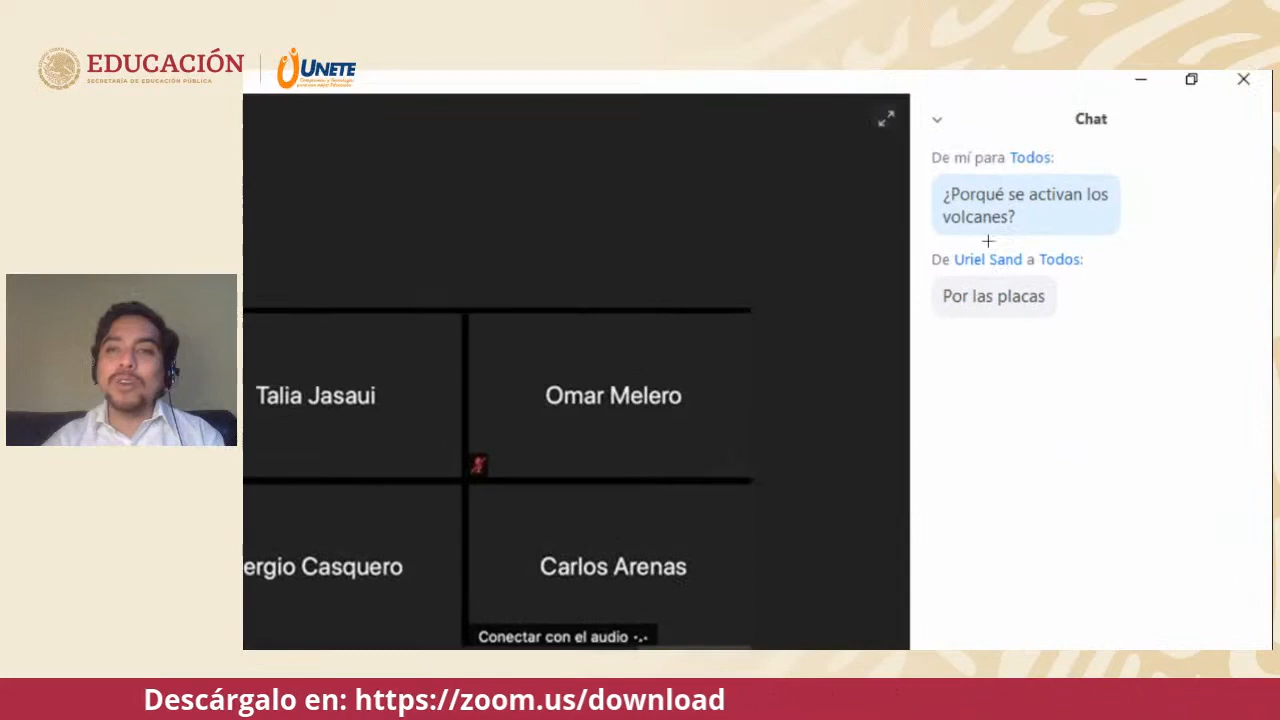 EDUCACIÓN
SECRETARÍA DE EDUCACIÓN PÚBLICA
UNETE
Chat
De mí para Todos:
¿Porqué se activan los
volcanes?
De Uriel Sand a Todos:
Por las placas
Talia Jasaui
Omar Melero
ergio Casquero
Carlos Arenas
Conectar con el audio
Descárgalo en: https://zoom.us/download